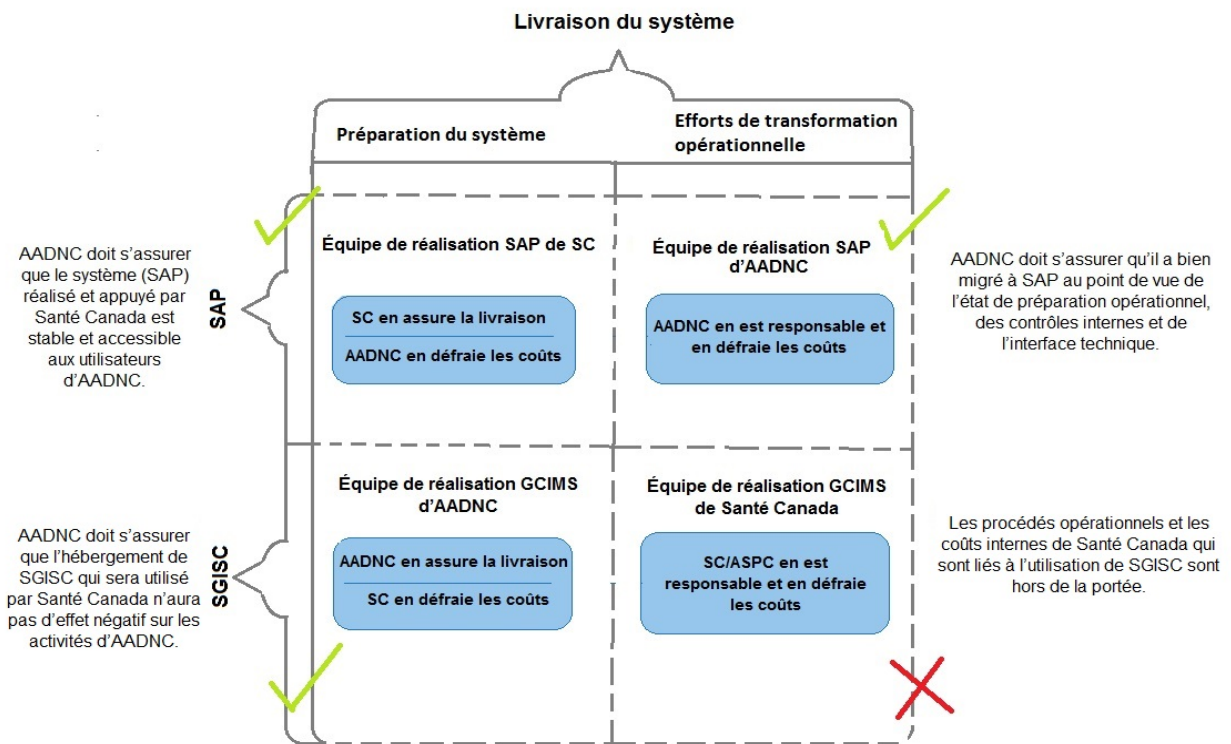 Livraison du système
Préparation du système
Efforts de transformation
opérationnelle
AADNC doit s’assurer
que le système (SAP)
réalisé et appuyé par
Santé Canada est
stable et accessible
aux utilisateurs
d’AADNC.
SAP
Équipe de réalisation SAP de SC
SC en assure la livraison
AADNC en défraie les coûts
Équipe de réalisation SAP
d’AADNC
AADNC en est responsable et
en défraie les coûts
AADNC doit s’assurer qu’il a bien
migré à SAP au point de vue de
l’état de préparation opérationnel,
des contrôles internes et de
l’interface technique.
AADNC doit s’assurer
que l’hébergement de
SGISC qui sera utilisé
par Santé Canada n’aura
pas d’effet négatif sur les
activités d’AADNC.
SGISC
Équipe de réalisation GCIMS
d’AADNC
AADNC en assure la livraison
SC en défraie les coûts
Équipe de réalisation GCIMS
de Santé Canada
SC/ASPC en est
responsable et en défraie
les coûts
Les procédés opérationnels et les
coûts internes de Santé Canada qui
sont liés à l’utilisation de SGISC sont
hors de la portée.